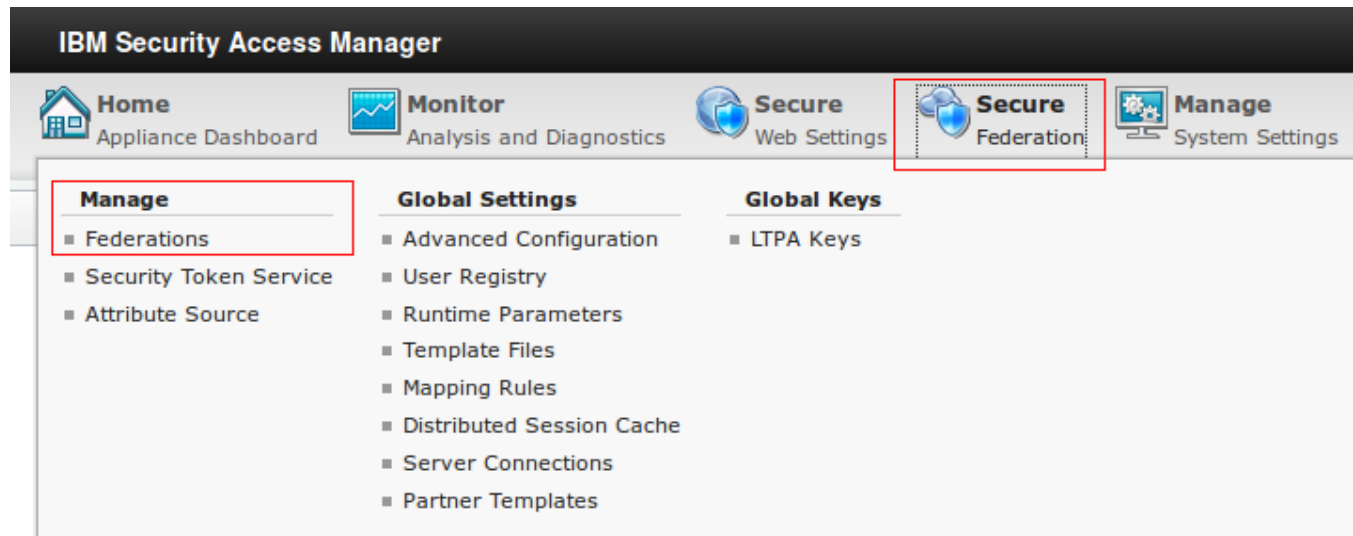 IBM Security Access Manager
Home
Appliance Dashboard
Monitor
Analysis and Diagnostics
Secure
Web Settings
Secure
Federation
Manage
System Settings
Manage
Federations
Security Token Service
Attribute Source
Global Settings
Advanced Configuration
User Registry
Runtime Parameters
Template Files
Mapping Rules
Distributed Session Cache
Server Connections
Partner Templates
Global Keys
LTPA Keys